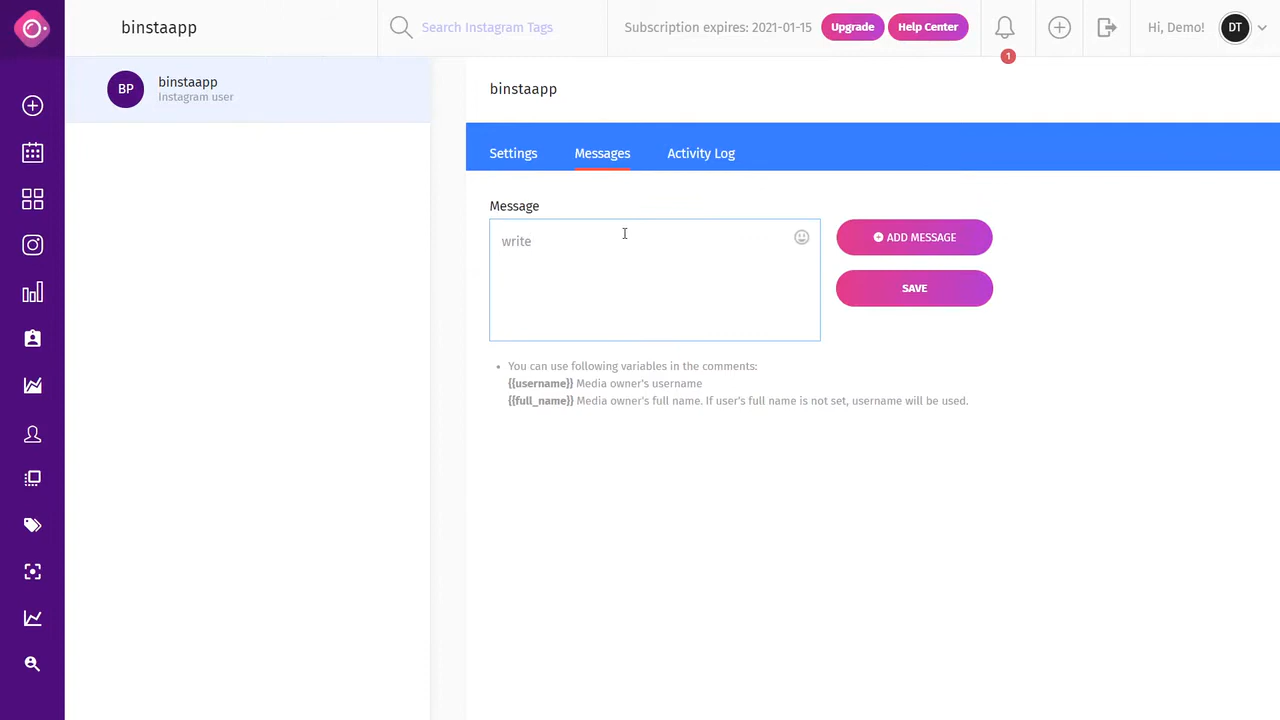 binstaapp
Search Instagram Tags
Subscription expires: 2021-01-15
Upgrade
Help Center
1
Hi, Demo!
DT
BP
binstaapp
Instagram user
binstaapp
Settings
Messages
Activity Log
Message
write
ADD MESSAGE
SAVE
• You can use following variables in the comments:
{{username}} Media owner's username
{{full_name}} Media owner's full name. If user's full name is not set, username will be used.